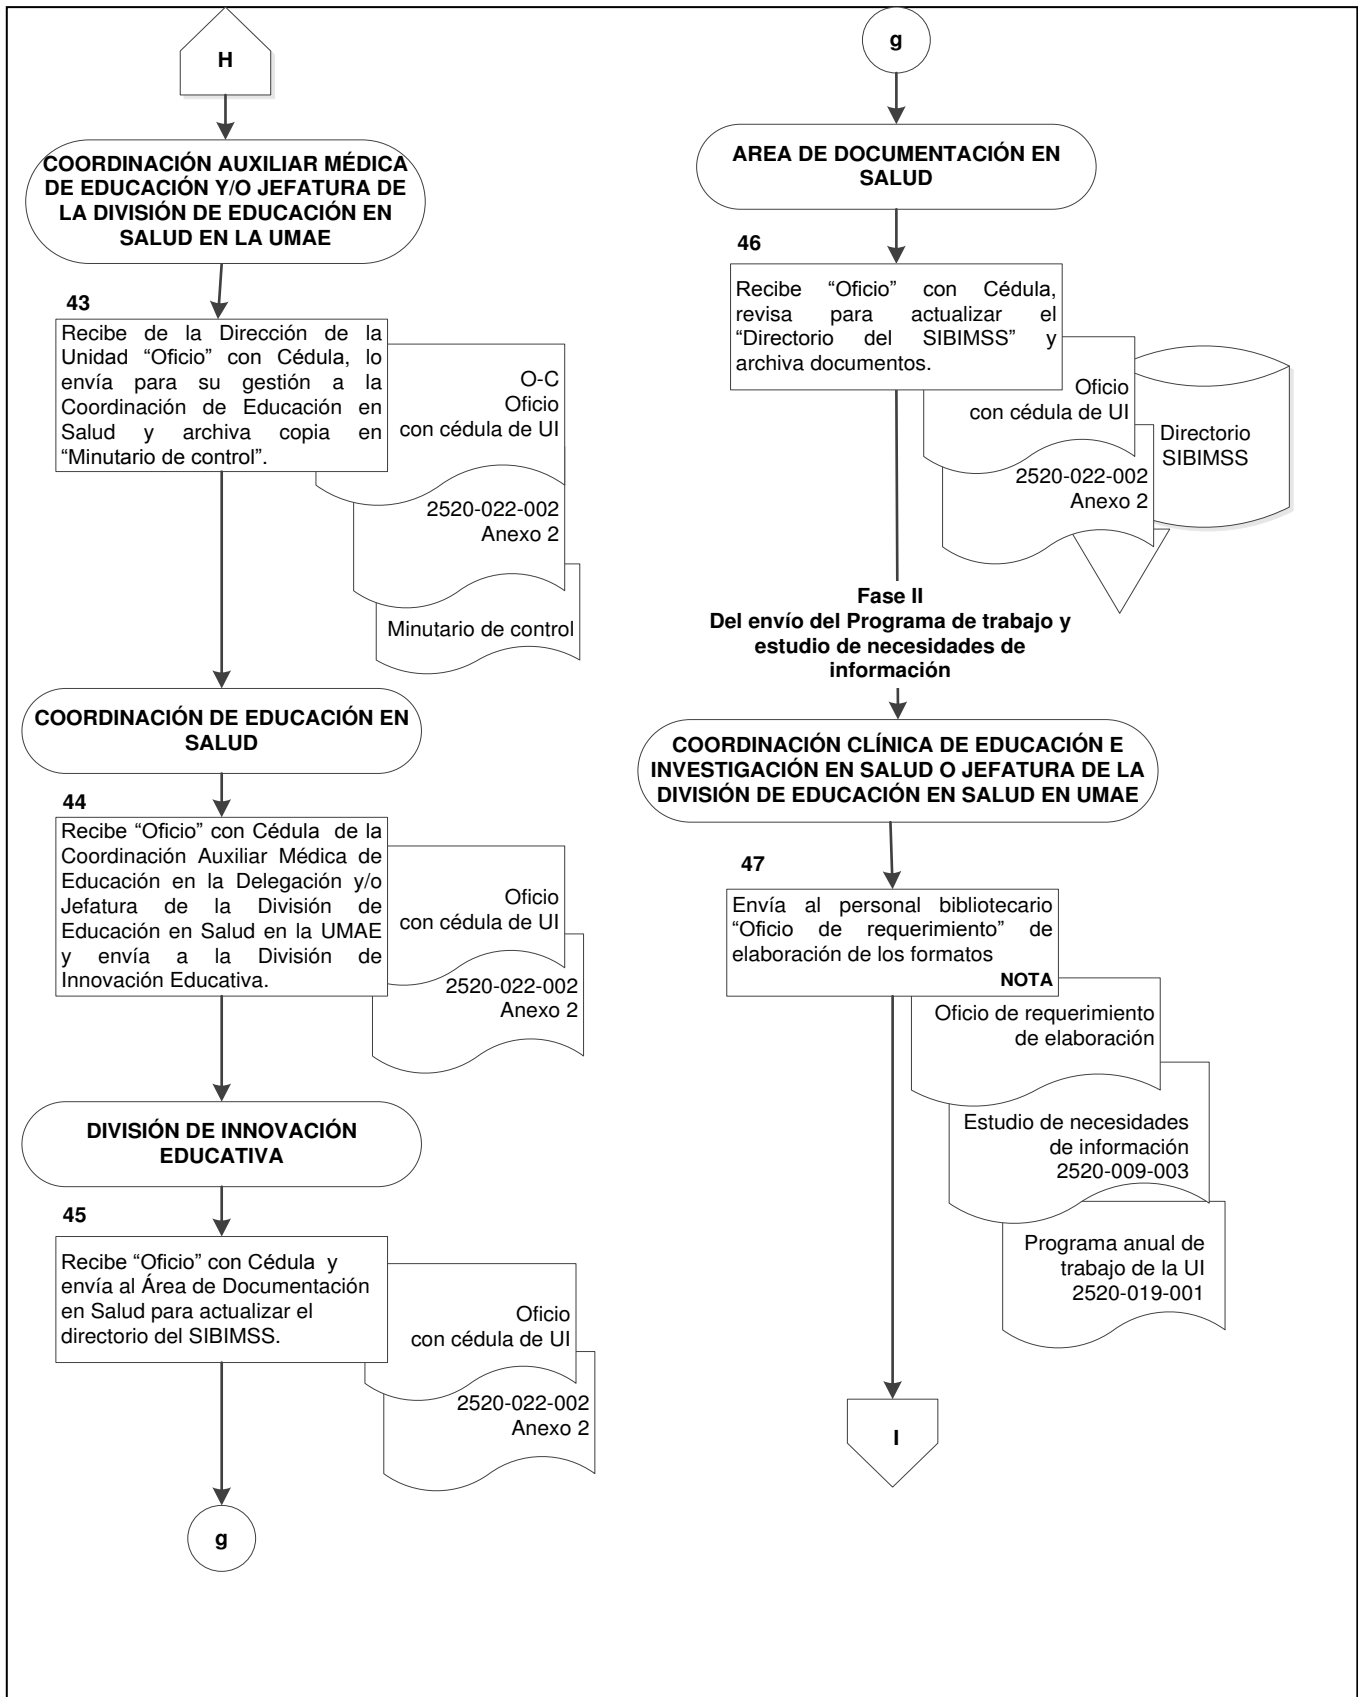 H
COORDINACIÓN AUXILIAR MÉDICA
DE EDUCACIÓN Y/O JEFATURA DE
LA DIVISIÓN DE EDUCACIÓN EN
SALUD EN LA UMAE
43
Recibe de la Dirección de la
Unidad “Oficio” con Cédula, lo
envía para su gestión a la
Coordinación de Educación en
Salud y archiva copia en
“Minutario de control”.
O-C
Oficio
con cédula de UI
2520-022-002
Anexo 2
Minutario de control
COORDINACIÓN DE EDUCACIÓN EN
SALUD
44
Recibe “Oficio” con Cédula de la
Coordinación Auxiliar Médica de
Educación en la Delegación y/o
Jefatura de la División de
Educación en Salud en la UMAE
y envía a la División de
Innovación Educativa.
Oficio
con cédula de UI
2520-022-002
Anexo 2
DIVISIÓN DE INNOVACIÓN
EDUCATIVA
45
Recibe “Oficio” con Cédula y
envía al Área de Documentación
en Salud para actualizar el
directorio del SIBIMSS.
Oficio
con cédula de UI
2520-022-002
Anexo 2
g
g
AREA DE DOCUMENTACIÓN EN
SALUD
46
Recibe “Oficio” con Cédula,
revisa para actualizar el
“Directorio del SIBIMSS” y
archiva documentos.
Oficio
con cédula de UI
2520-022-002
Anexo 2
Directorio
SIBIMSS
Fase II
Del envío del Programa de trabajo y
estudio de necesidades de
información
COORDINACIÓN CLÍNICA DE EDUCACIÓN E
INVESTIGACIÓN EN SALUD O JEFATURA DE LA
DIVISIÓN DE EDUCACIÓN EN SALUD EN UMAE
47
Envía al personal bibliotecario
“Oficio de requerimiento” de
elaboración de los formatos
NOTA
Oficio de requerimiento
de elaboración
Estudio de necesidades
de información
2520-009-003
Programa anual de
trabajo de la UI
2520-019-001
I